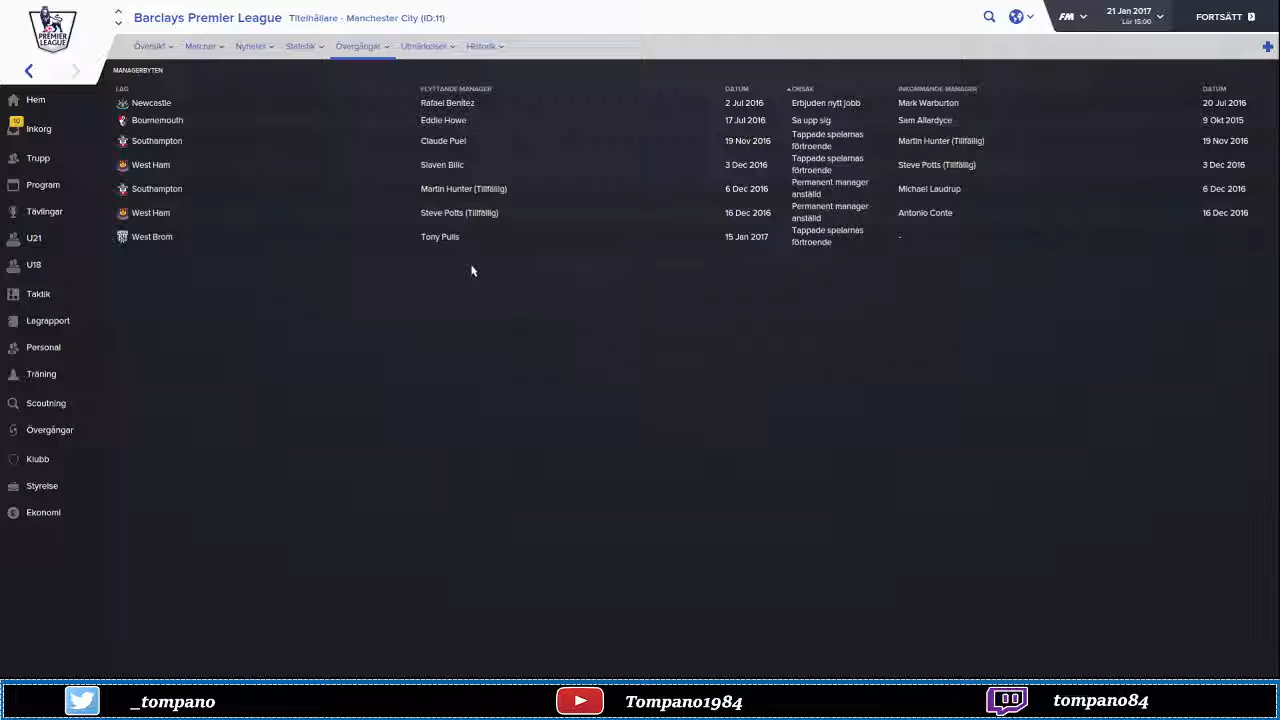 Barclays Premier League Titelhållare - Manchester City (ID:11)
FM
21 Jan 2017
Lör 15:00
FORTSÄTT
PREMIER
LEAGUE
Översikt Matcher Nyheter Statistik Övergångar Utmärkelser Historik
MANAGERBYTEN
LAG FLYTTANDE MANAGER DATUM ORSAK INKOMMANDE MANAGER DATUM
Newcastle Rafael Benítez 2 Jul 2016 Erbjuden nytt jobb Mark Warburton 20 Jul 2016
Bournemouth Eddie Howe 17 Jul 2016 Sa upp sig Sam Allardyce 9 Okt 2015
Southampton Claude Puel 19 Nov 2016 Tappade spelarnas förtroende Martin Hunter (Tillfällig) 19 Nov 2016
West Ham Slaven Bilic 3 Dec 2016 Tappade spelarnas förtroende Steve Potts (Tillfällig) 3 Dec 2016
Southampton Martin Hunter (Tillfällig) 6 Dec 2016 Permanent manager anställd Michael Laudrup 6 Dec 2016
West Ham Steve Potts (Tillfällig) 16 Dec 2016 Permanent manager anställd Antonio Conte 16 Dec 2016
West Brom Tony Pulis 15 Jan 2017 Tappade spelarnas förtroende -
Hem
10
Inkorg
Trupp
Program
Tävlingar
U21
U18
Taktik
Lagrapport
Personal
Träning
Scoutning
Övergångar
Klubb
Styrelse
Ekonomi
_tompano Tompano1984 tompano84